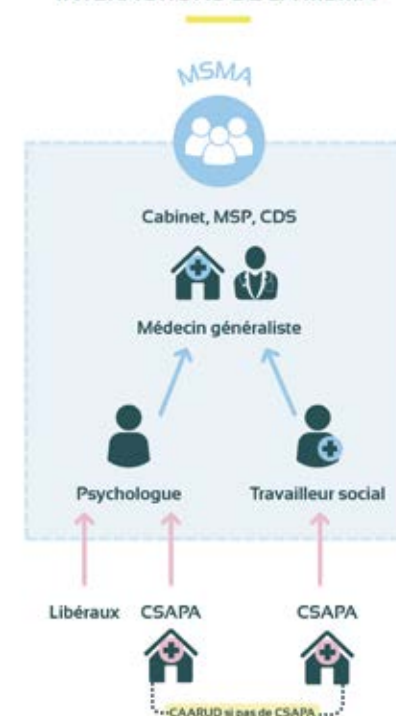 MSMA
Cabinet, MSP, CDS
Médecin généraliste
Psychologue
Travailleur social
Libéraux
CSAPA
CSAPA
CAARUD si pas de CSAPA